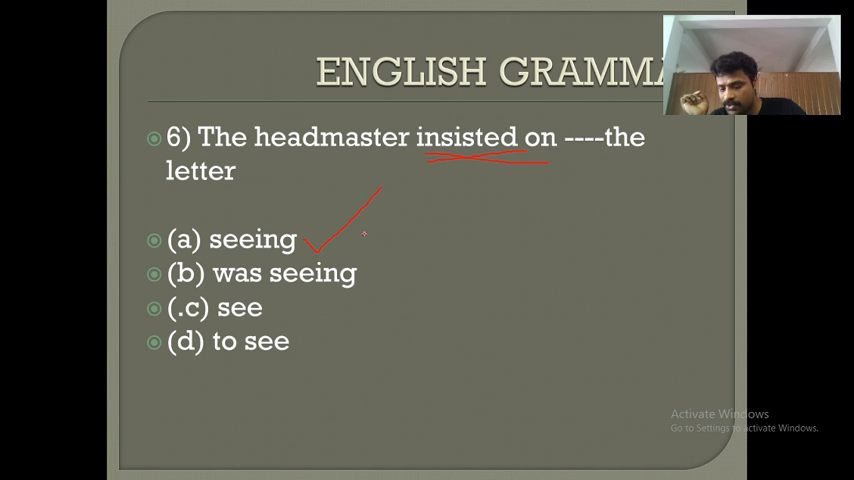 ENGLISH GRAMMA
6) The headmaster insisted on ----the
letter
(a) seeing
(b) was seeing
(.c) see
(d) to see
Activate Windows
Go to Settings to activate Windows.